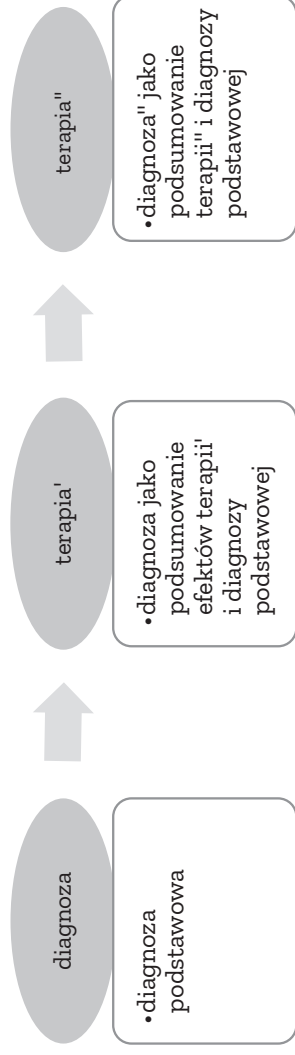 diagnoza
•diagnoza
podstawowa
terapia'
•diagnoza jako
podsumowanie
efektów terapii'
i diagnozy
podstawowej
terapia"
•diagnoza" jako
podsumowanie
terapii" i diagnozy
podstawowej